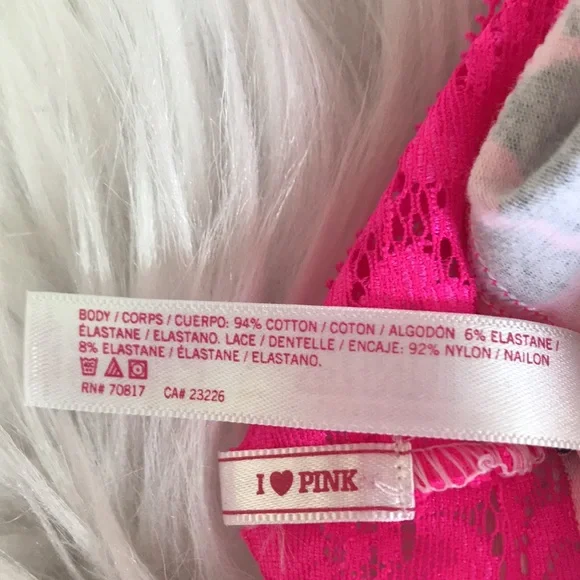 BODY / CORPS / CUERPO: 94% COTTON / COTON / ALGODÓN 6% ELASTANE /
ÉLASTANE / ELASTANO. LACE / DENTELLE / ENCAJE: 92% NYLON / NAILON
8% ELASTANE / ÉLASTANE / ELASTANO.
RN# 70817 CA# 23226
I ♥ PINK